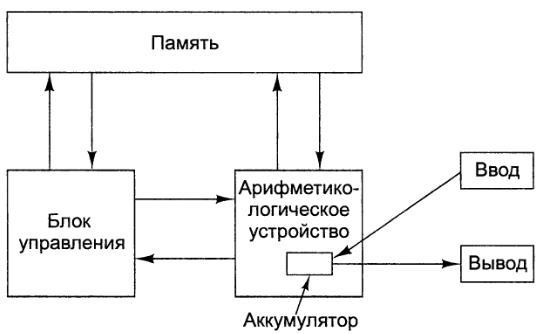 Память
Блок
управления
Арифметико-
логическое
устройство
Ввод
Вывод
Аккумулятор